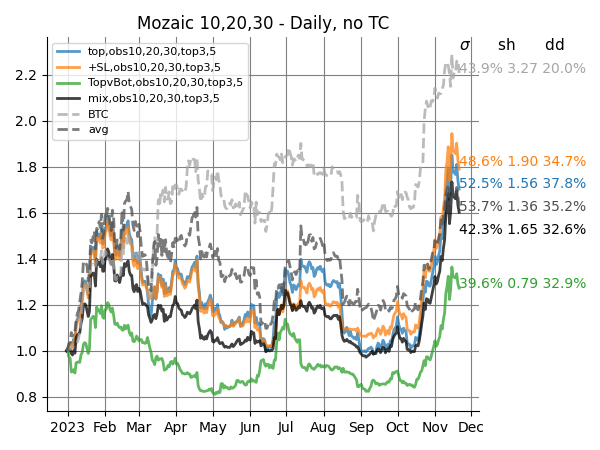 Mozaic 10,20,30 - Daily, no TC
σ sh dd
top,obs10,20,30,top3,5
+SL,obs10,20,30,top3,5
TopvBot,obs10,20,30,top3,5
mix,obs10,20,30,top3,5
BTC
avg
43.9% 3.27 20.0%
48.6% 1.90 34.7%
52.5% 1.56 37.8%
53.7% 1.36 35.2%
42.3% 1.65 32.6%
39.6% 0.79 32.9%
2.2
2.0
1.8
1.6
1.4
1.2
1.0
0.8
2023 Feb Mar Apr May Jun Jul Aug Sep Oct Nov Dec